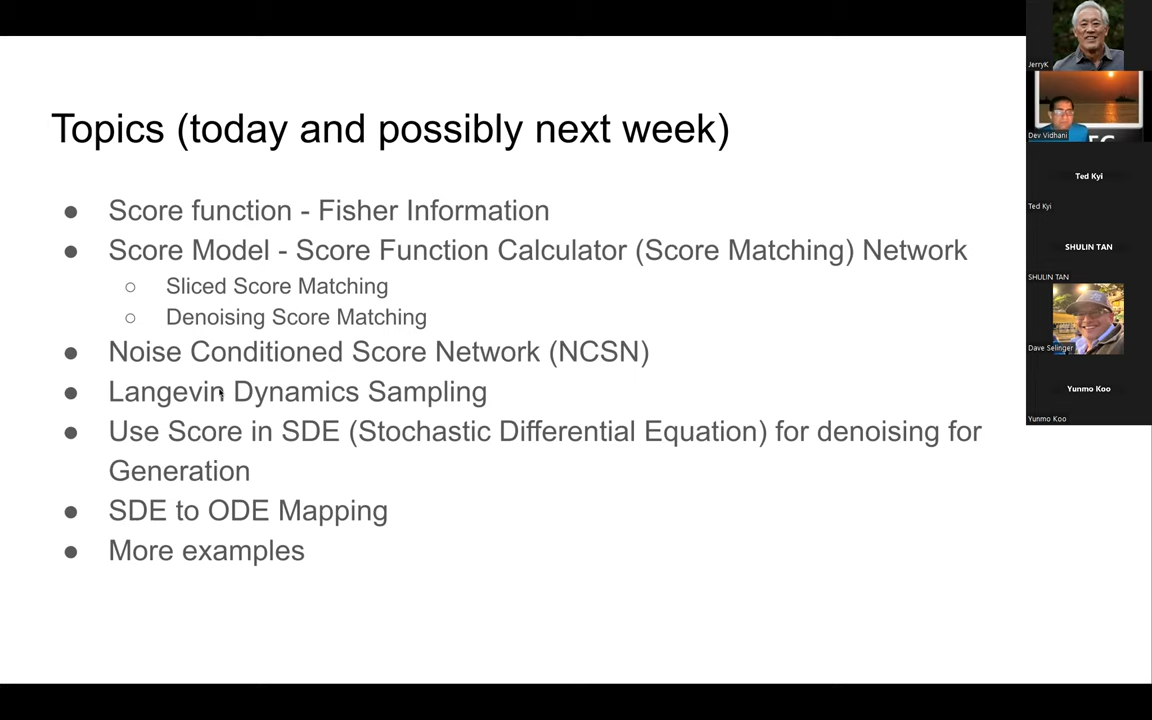 Topics (today and possibly next week)
● Score function - Fisher Information
● Score Model - Score Function Calculator (Score Matching) Network
○ Sliced Score Matching
○ Denoising Score Matching
● Noise Conditioned Score Network (NCSN)
● Langevin Dynamics Sampling
● Use Score in SDE (Stochastic Differential Equation) for denoising for
Generation
● SDE to ODE Mapping
● More examples
JerryK
Dev Vidhani
Ted Kyi
Ted Kyi
SHULIN TAN
SHULIN TAN
Dave Selinger
Yunmo Koo
Yunmo Koo